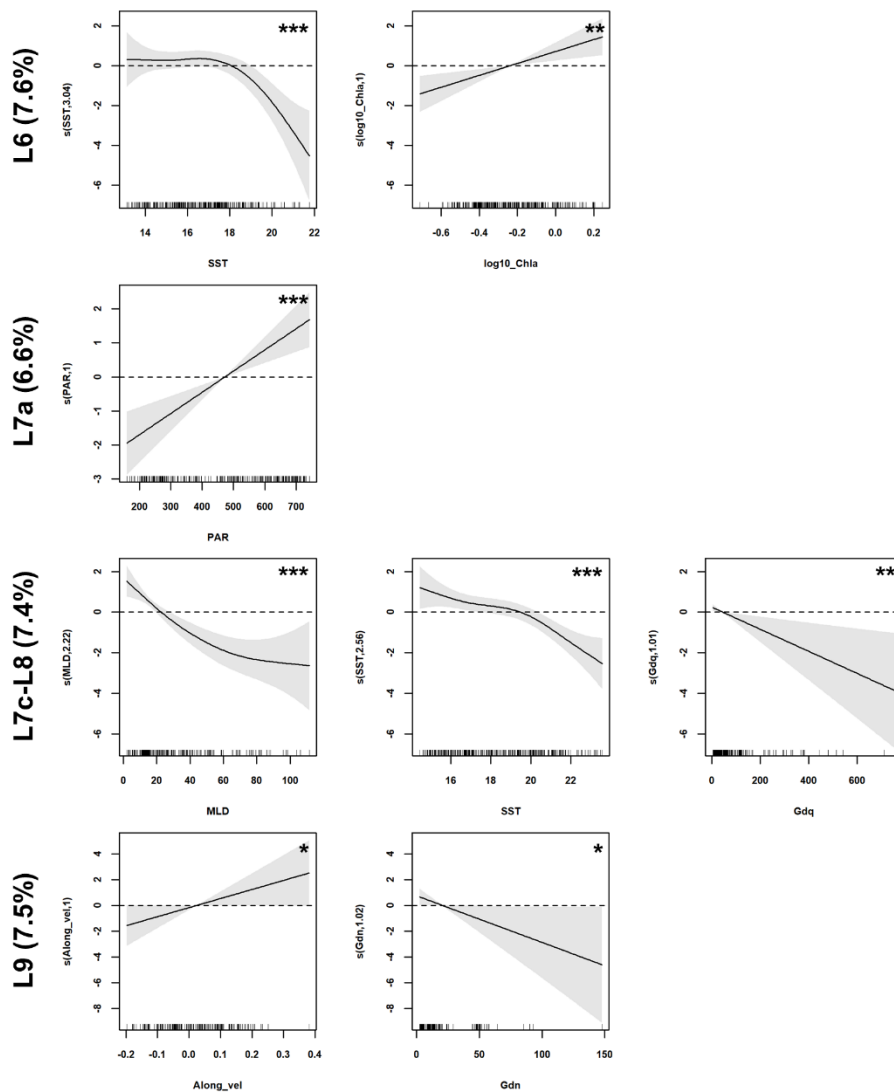 L6 (7.6%)
s(SST,3.04)
2
0
-2
-4
-6
***
14 16 18 20 22
SST
s(log10_Chla,1)
2
0
-2
-4
-6
**
-0.6 -0.4 -0.2 0.0 0.2
log10_Chla
L7a (6.6%)
s(PAR,1)
2
1
0
-1
-2
-3
***
200 300 400 500 600 700
PAR
L7c-L8 (7.4%)
s(MLD,2.22)
2
0
-2
-4
-6
***
0 20 40 60 80 100
MLD
s(SST,2.56)
2
0
-2
-4
-6
***
16 18 20 22
SST
s(Gdq,1.01)
2
0
-2
-4
-6
**
0 200 400 600
Gdq
L9 (7.5%)
s(Along_vel,1)
4
2
0
-2
-4
-6
-8
*
-0.2 -0.1 0.0 0.1 0.2 0.3 0.4
Along_vel
s(Gdn,1.02)
4
2
0
-2
-4
-6
-8
*
0 50 100 150
Gdn